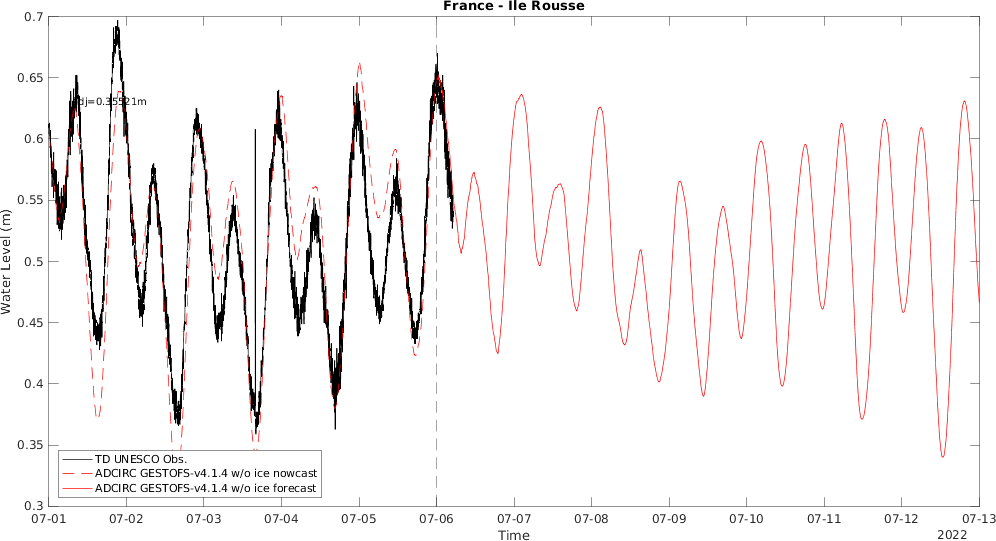 France - Ile Rousse
Water Level (m)
0.7
0.65
0.6
0.55
0.5
0.45
0.4
0.35
0.3
dj=0.35521m
TD UNESCO Obs.
ADCIRC GESTOFS-v4.1.4 w/o ice nowcast
ADCIRC GESTOFS-v4.1.4 w/o ice forecast
07-01 07-02 07-03 07-04 07-05 07-06 07-07 07-08 07-09 07-10 07-11 07-12 07-13
Time
2022